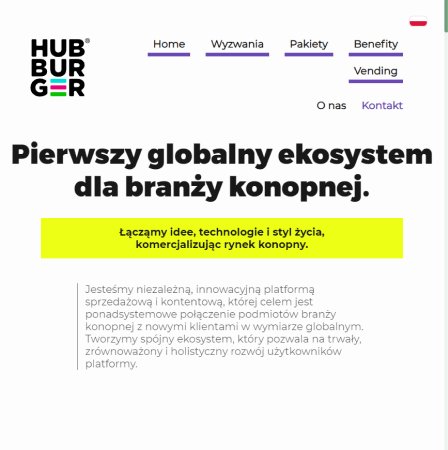 HUB®
BUR
GER
Home Wyzwania Pakiety Benefity
Vending
O nas Kontakt
Pierwszy globalny ekosystem
dla branży konopnej.
Łącząmy idee, technologie i styl życia,
komercjalizując rynek konopny.
Jesteśmy niezależną, innowacyjną platformą
sprzedażową i kontentową, której celem jest
ponadsystemowe połączenie podmiotów branży
konopnej z nowymi klientami w wymiarze globalnym.
Tworzymy spójny ekosystem, który pozwala na trwały,
zrównoważony i holistyczny rozwój użytkowników
platformy.